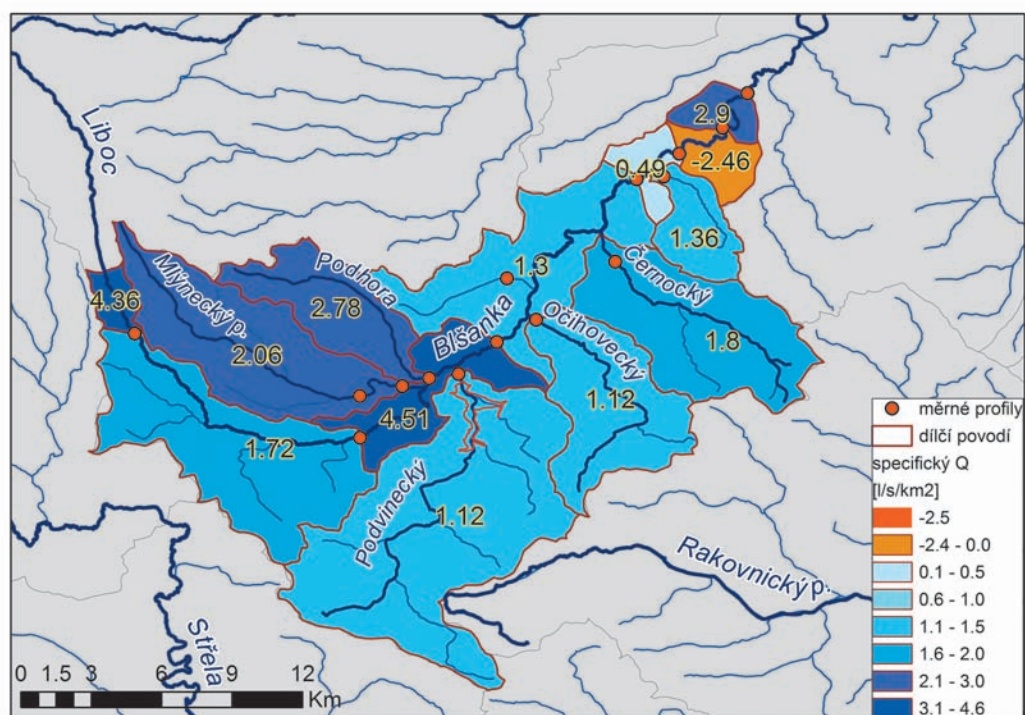 Liboc
2.9
-2.46
0.49
1.36
Podhora
Mlýnecký p.
4.36
2.78
2.06
1.3
Černocký
Blšanka
Očihovecký
1.8
4.51
1.12
1.72
Podvinecký
1.12
Rakovnický p.
Střela
0 1.5 3 6 9 12
Km
měrné profily
dílčí povodí
specifický Q
[l/s/km2]
-2.5
-2.4 - 0.0
0.1 - 0.5
0.6 - 1.0
1.1 - 1.5
1.6 - 2.0
2.1 - 3.0
3.1 - 4.6